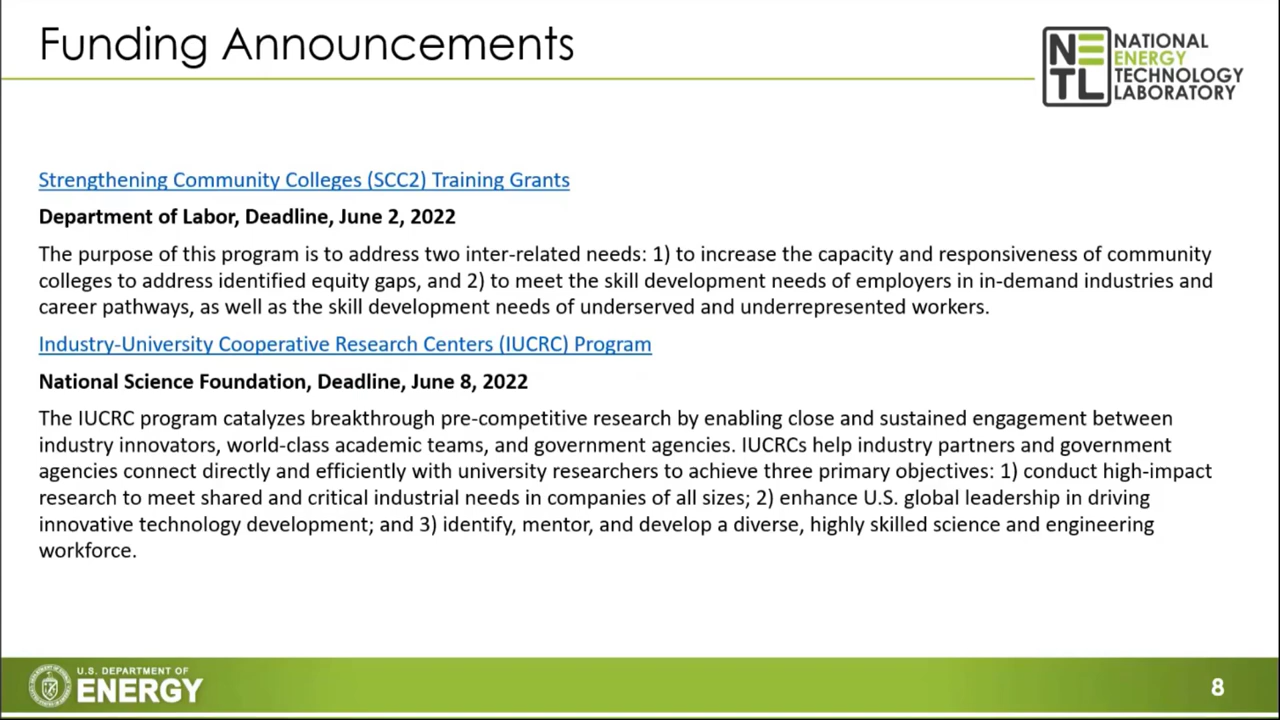 Funding Announcements
NETL
NATIONAL
ENERGY
TECHNOLOGY
LABORATORY
Strengthening Community Colleges (SCC2) Training Grants
Department of Labor, Deadline, June 2, 2022
The purpose of this program is to address two inter-related needs: 1) to increase the capacity and responsiveness of community
colleges to address identified equity gaps, and 2) to meet the skill development needs of employers in in-demand industries and
career pathways, as well as the skill development needs of underserved and underrepresented workers.
Industry-University Cooperative Research Centers (IUCRC) Program
National Science Foundation, Deadline, June 8, 2022
The IUCRC program catalyzes breakthrough pre-competitive research by enabling close and sustained engagement between
industry innovators, world-class academic teams, and government agencies. IUCRCs help industry partners and government
agencies connect directly and efficiently with university researchers to achieve three primary objectives: 1) conduct high-impact
research to meet shared and critical industrial needs in companies of all sizes; 2) enhance U.S. global leadership in driving
innovative technology development; and 3) identify, mentor, and develop a diverse, highly skilled science and engineering
workforce.
U.S. DEPARTMENT OF
ENERGY
8